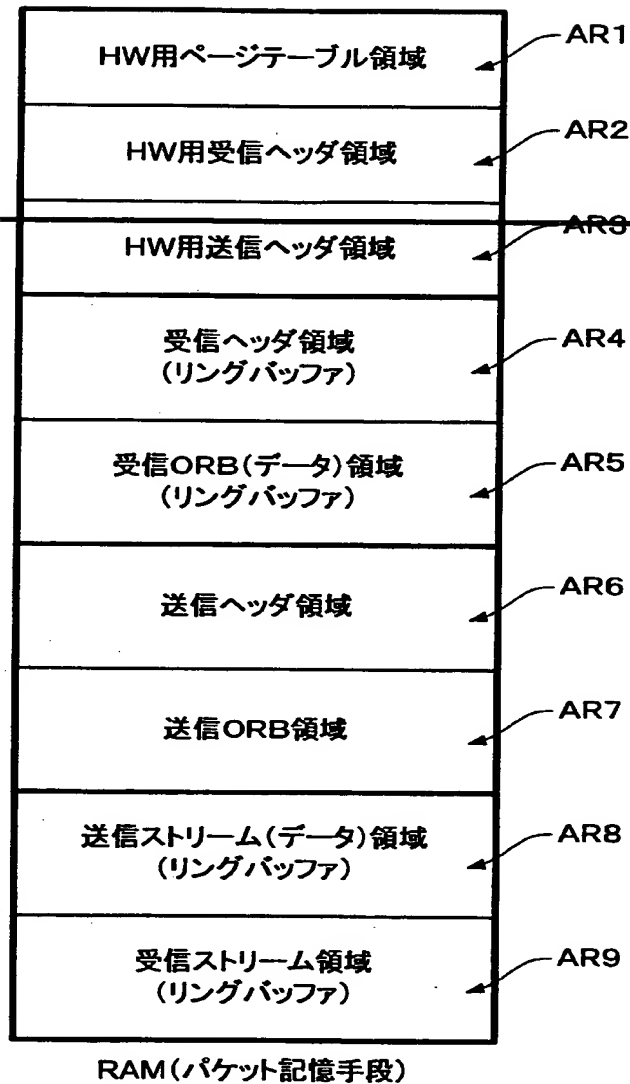 HW用ページテーブル領域 AR1
HW用受信ヘッダ領域 AR2
HW用送信ヘッダ領域 AR3
受信ヘッダ領域 AR4
(リングバッファ)
受信ORB(データ)領域 AR5
(リングバッファ)
送信ヘッダ領域 AR6
送信ORB領域 AR7
送信ストリーム(データ)領域 AR8
(リングバッファ)
受信ストリーム領域 AR9
(リングバッファ)
RAM(パケット記憶手段)